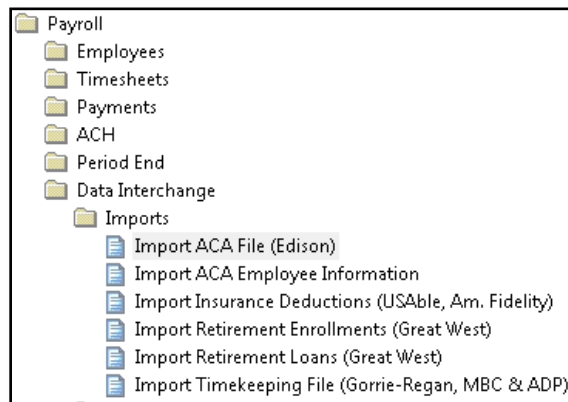 Payroll
Employees
Timesheets
Payments
ACH
Period End
Data Interchange
Imports
Import ACA File (Edison)
Import ACA Employee Information
Import Insurance Deductions (USAble, Am. Fidelity)
Import Retirement Enrollments (Great West)
Import Retirement Loans (Great West)
Import Timekeeping File (Gorrie-Regan, MBC & ADP)